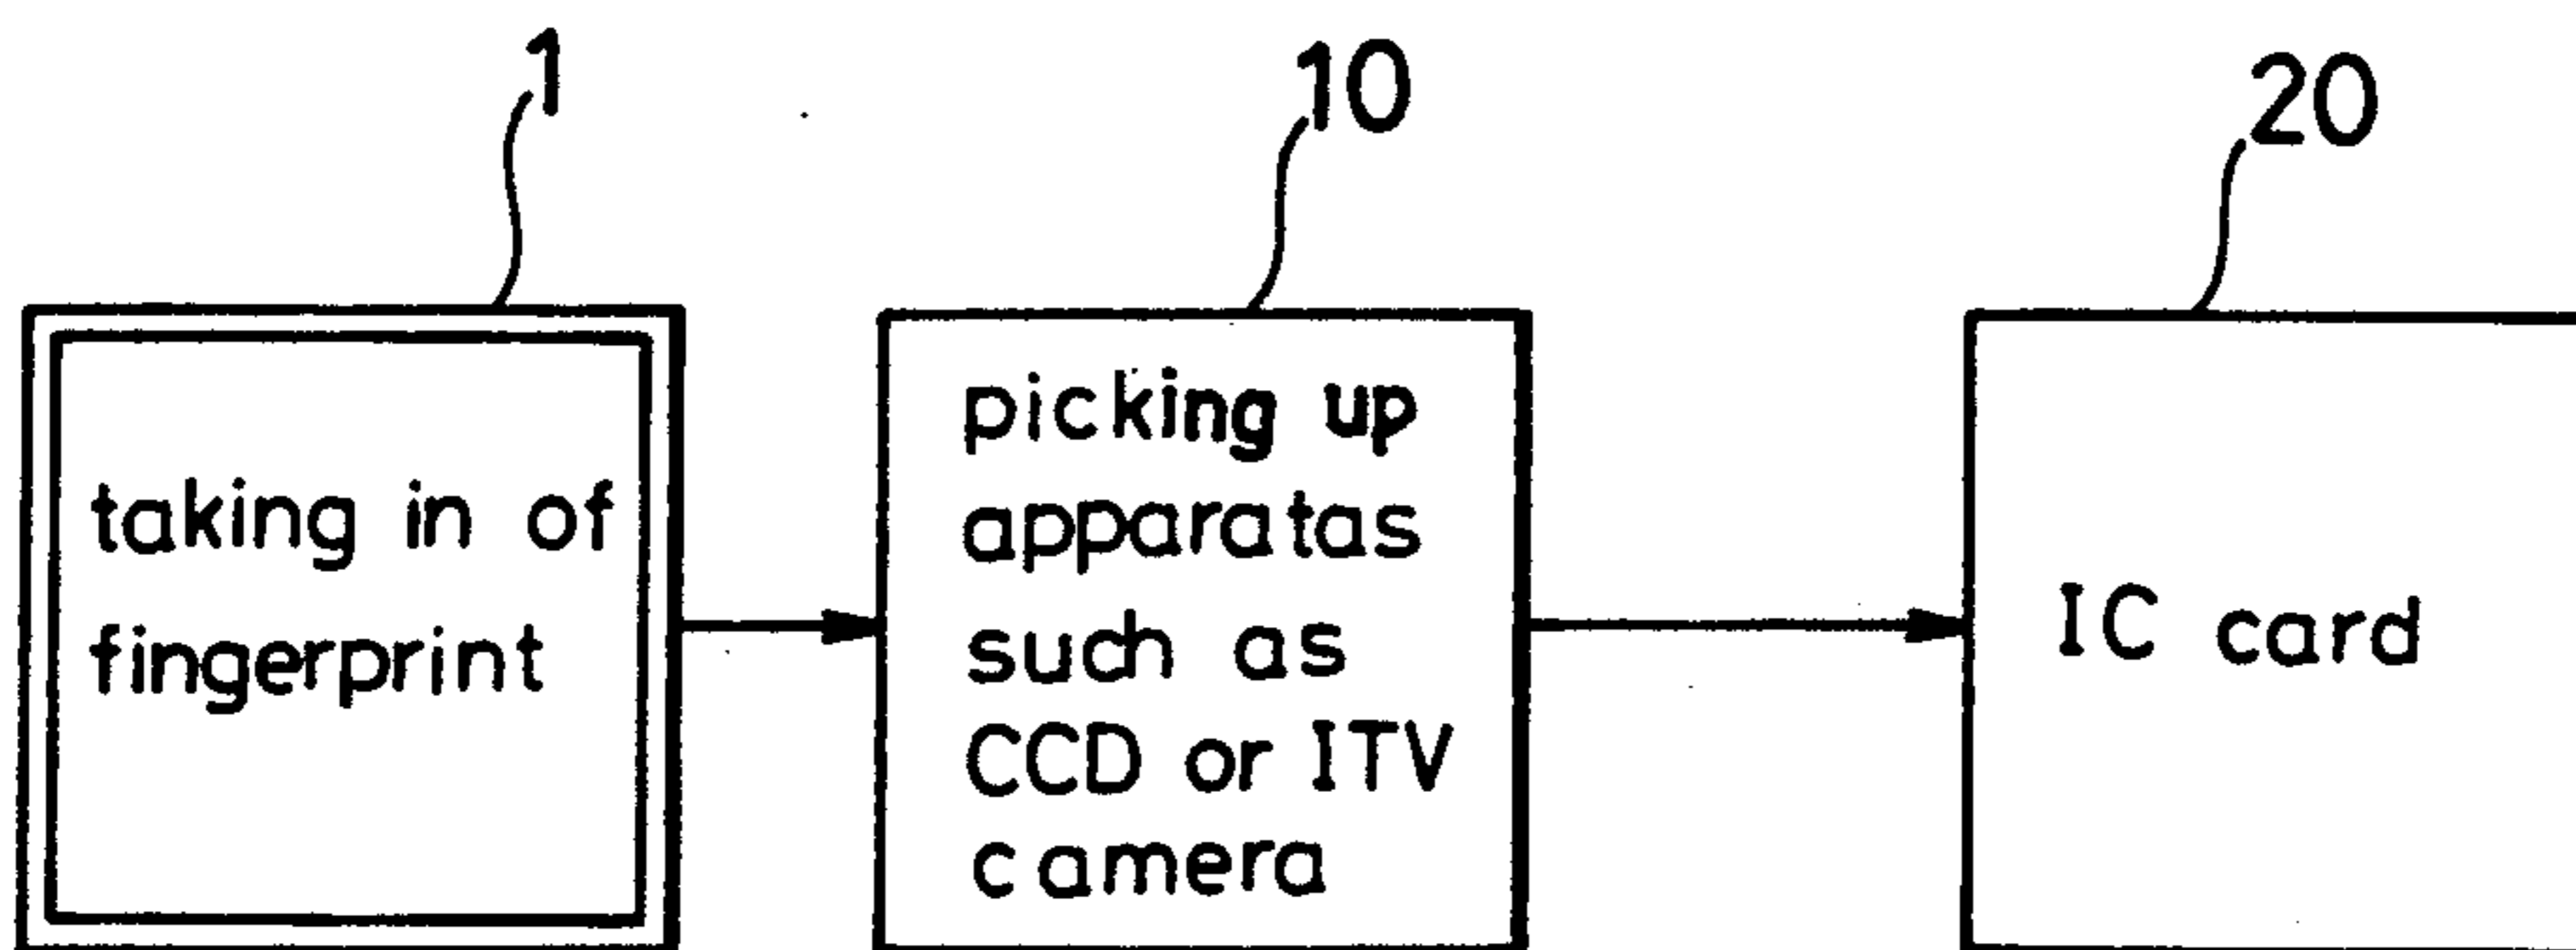 1
10
20
taking in of
fingerprint
picking up
apparatas
such as
CCD or ITV
camera
IC card